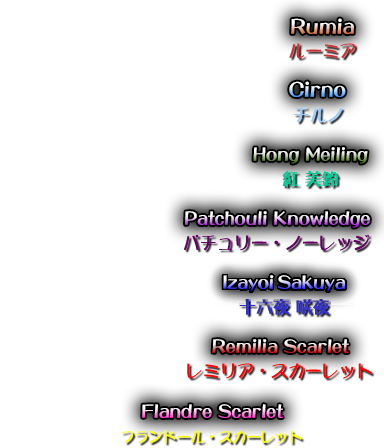 Rumia
ルーミア
Cirno
チルノ
Hong Meiling
紅 美鈴
Patchouli Knowledge
パチュリー・ノーレッジ
Izayoi Sakuya
十六夜 咲夜
Remilia Scarlet
レミリア・スカーレット
Flandre Scarlet
フランドール・スカーレット